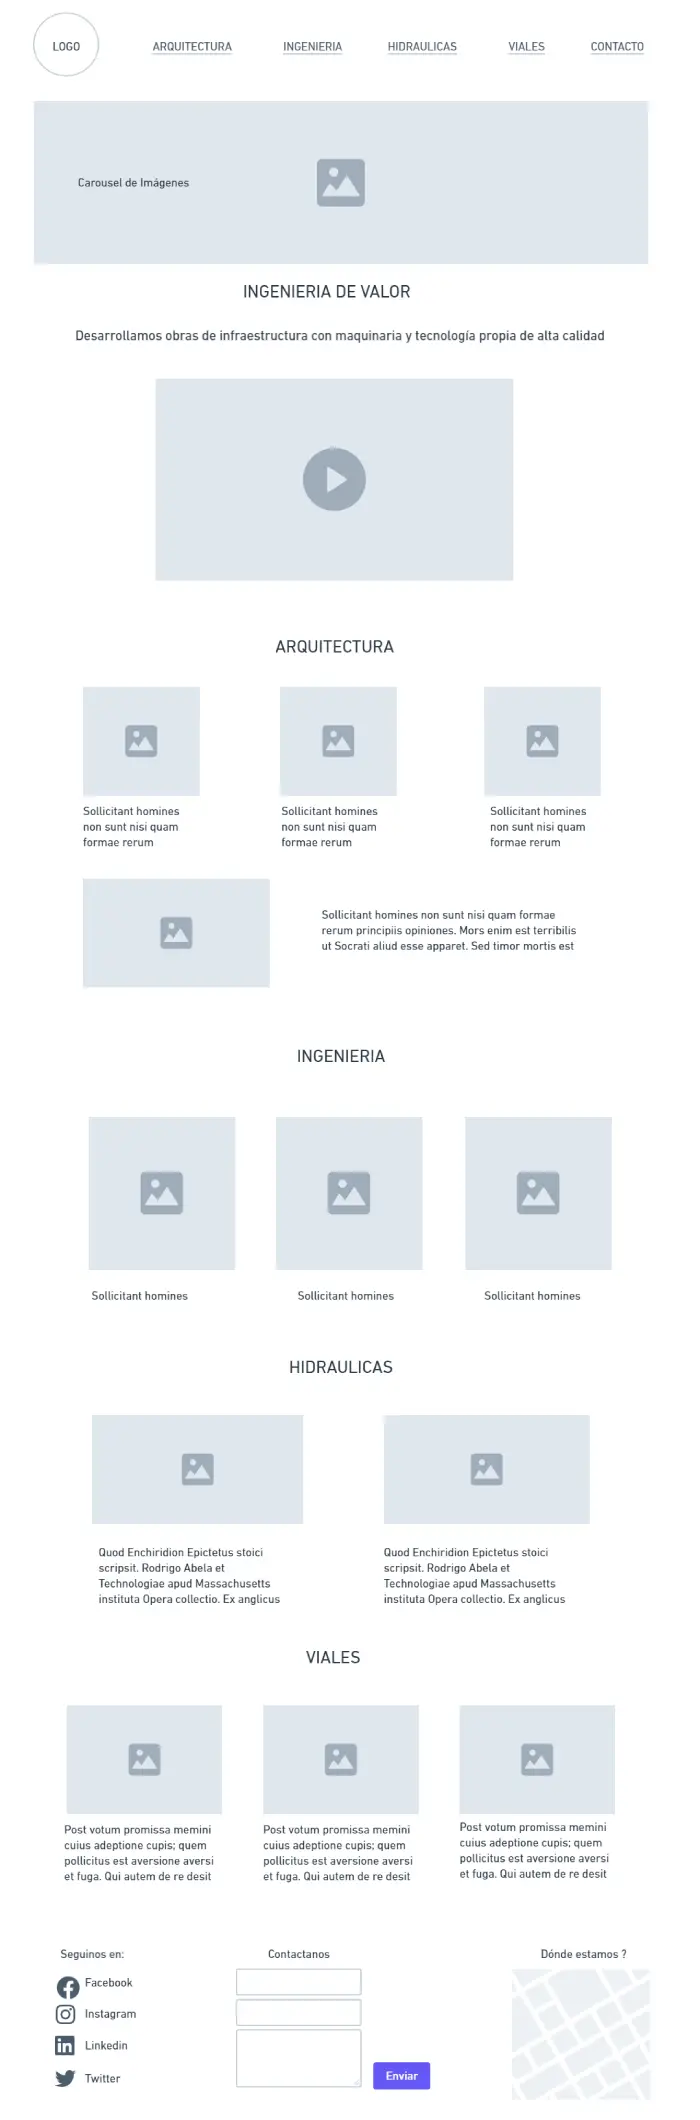 LOGO
ARQUITECTURA
INGENIERIA
HIDRAULICAS
VIALES
CONTACTO
Carousel de Imágenes
INGENIERIA DE VALOR
Desarrollamos obras de infraestructura con maquinaria y tecnología propia de alta calidad
ARQUITECTURA
Sollicitant homines
non sunt nisi quam
formae rerum
Sollicitant homines
non sunt nisi quam
formae rerum
Sollicitant homines
non sunt nisi quam
formae rerum
Sollicitant homines non sunt nisi quam formae
rerum principiis opiniones. Mors enim est terribilis
ut Socrati aliud esse apparet. Sed timor mortis est
INGENIERIA
Sollicitant homines
Sollicitant homines
Sollicitant homines
HIDRAULICAS
Quod Enchiridion Epictetus stoici
scripsit. Rodrigo Abela et
Technologiae apud Massachusetts
instituta Opera collectio. Ex anglicus
Quod Enchiridion Epictetus stoici
scripsit. Rodrigo Abela et
Technologiae apud Massachusetts
instituta Opera collectio. Ex anglicus
VIALES
Post votum promissa memini
cuius adeptione cupis; quem
pollicitus est aversione aversi
et fuga. Qui autem de re desit
Post votum promissa memini
cuius adeptione cupis; quem
pollicitus est aversione aversi
et fuga. Qui autem de re desit
Post votum promissa memini
cuius adeptione cupis; quem
pollicitus est aversione aversi
et fuga. Qui autem de re desit
Seguinos en:
Facebook
Instagram
Linkedin
Twitter
Contactanos
Enviar
Dónde estamos ?